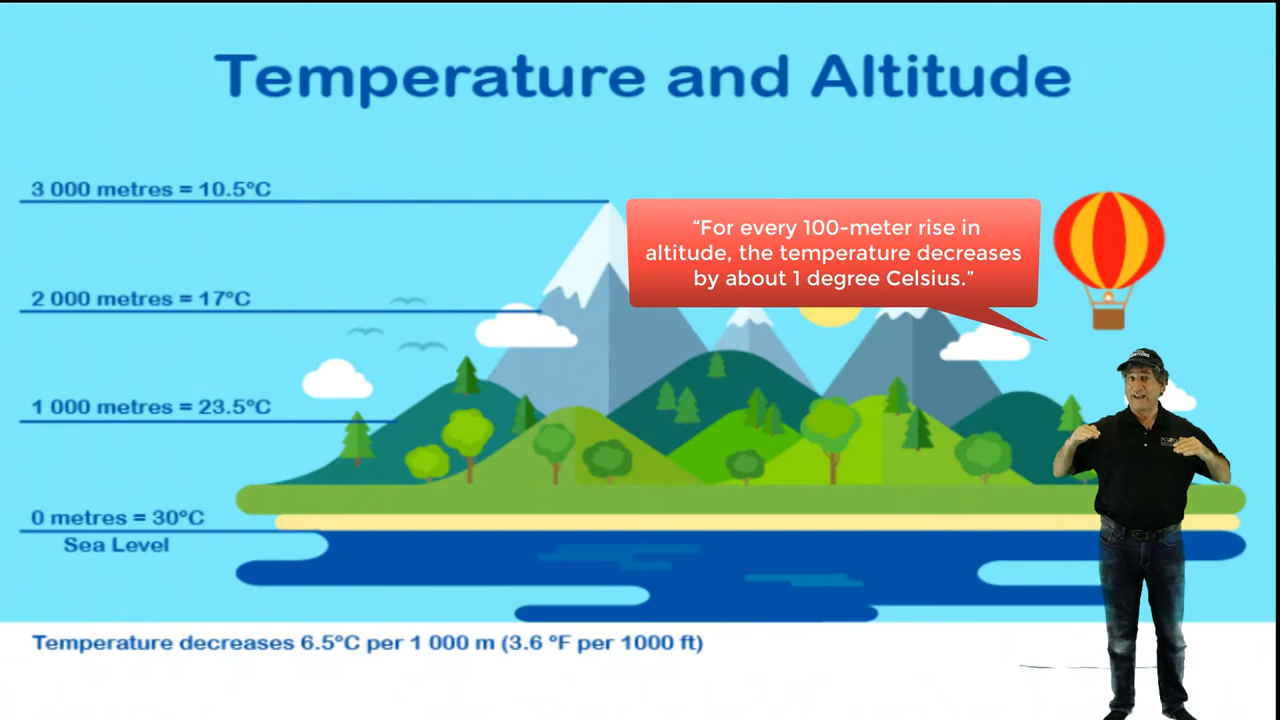 Temperature and Altitude
3 000 metres = 10.5°C
“For every 100-meter rise in
altitude, the temperature decreases
by about 1 degree Celsius.”
2 000 metres = 17°C
1 000 metres = 23.5°C
0 metres = 30°C
Sea Level
Temperature decreases 6.5°C per 1 000 m (3.6 °F per 1000 ft)